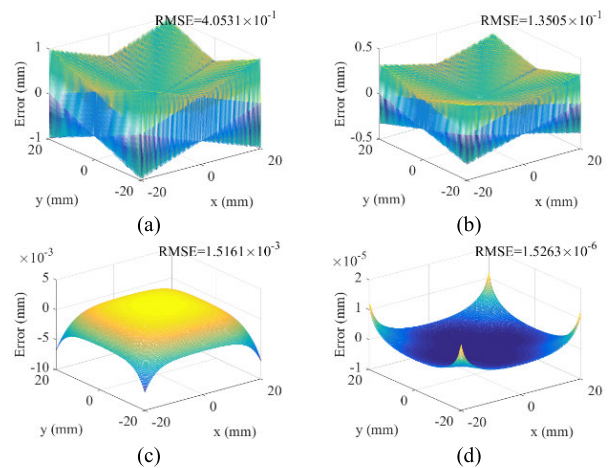 RMSE=4.0531×10⁻¹
1
0
-1
Error (mm)
20
0
-20
y (mm)
-20
0
20
x (mm)
(a)
RMSE=1.3505×10⁻¹
0.5
0
-0.5
Error (mm)
20
0
-20
y (mm)
-20
0
20
x (mm)
(b)
×10⁻³
RMSE=1.5161×10⁻³
5
0
-5
-10
Error (mm)
20
0
-20
y (mm)
-20
0
20
x (mm)
(c)
×10⁻⁵
RMSE=1.5263×10⁻⁶
2
1
0
-1
Error (mm)
20
0
-20
y (mm)
-20
0
20
x (mm)
(d)